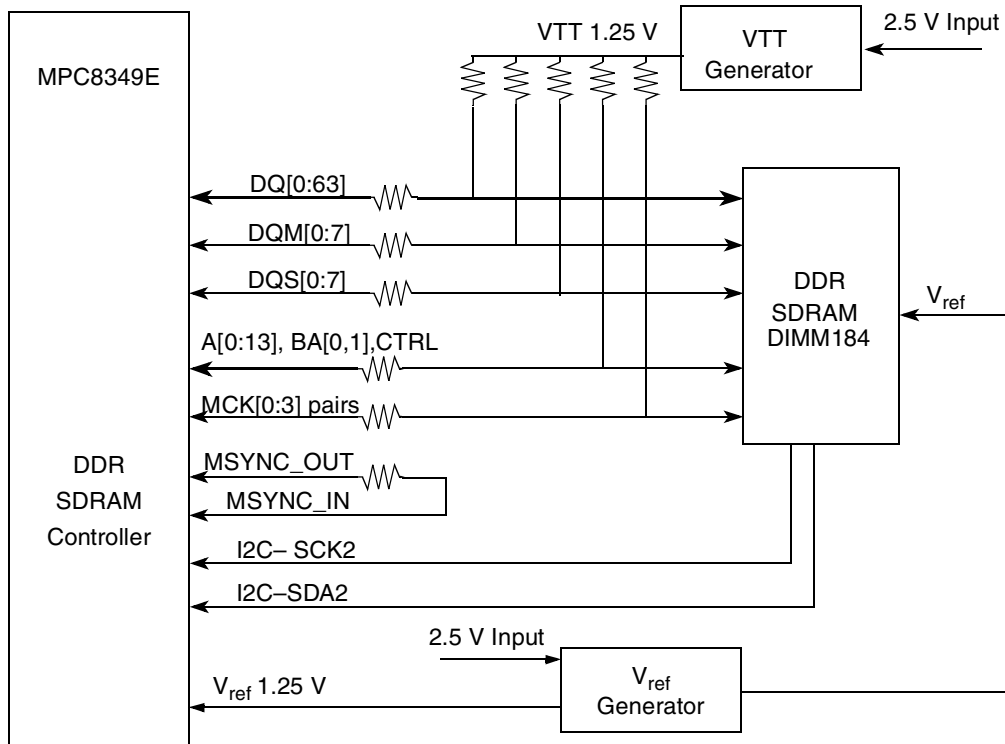 VTT 1.25 V
VTT
Generator
2.5 V Input
MPC8349E
DQ[0:63]
DQM[0:7]
DQS[0:7]
A[0:13], BA[0,1],CTRL
MCK[0:3] pairs
MSYNC_OUT
MSYNC_IN
I2C– SCK2
I2C–SDA2
DDR
SDRAM
Controller
DDR
SDRAM
DIMM184
Vref
2.5 V Input
Vref 1.25 V
Vref
Generator